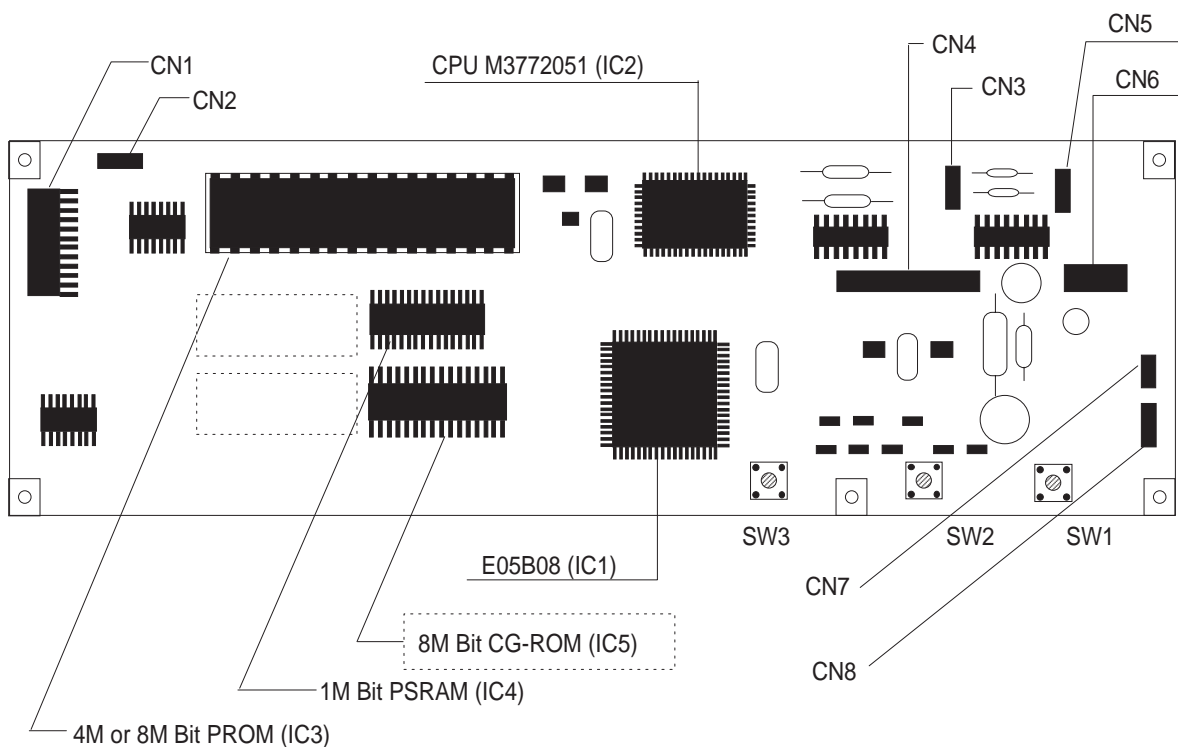 CN5
CN4
CN1
CPU M3772051 (IC2)
CN3
CN6
CN2
SW3
SW2
SW1
E05B08 (IC1)
CN7
8M Bit CG-ROM (IC5)
CN8
1M Bit PSRAM (IC4)
4M or 8M Bit PROM (IC3)